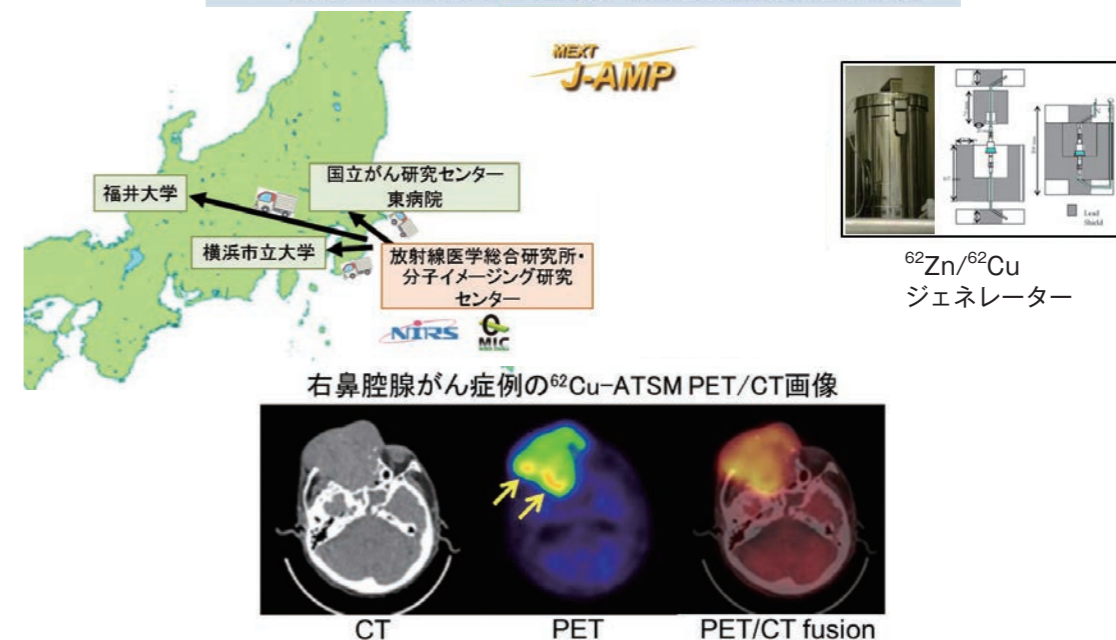 MEXT
J-AMP
国立がん研究センター
東病院
福井大学
横浜市立大学
放射線医学総合研究所・
分子イメージング研究
センター
NIRS
MIC
Lead
Shield
⁶²Zn/⁶²Cu
ジェネレーター
右鼻腔腺がん症例の⁶²Cu-ATSM PET/CT画像
CT
PET
PET/CT fusion